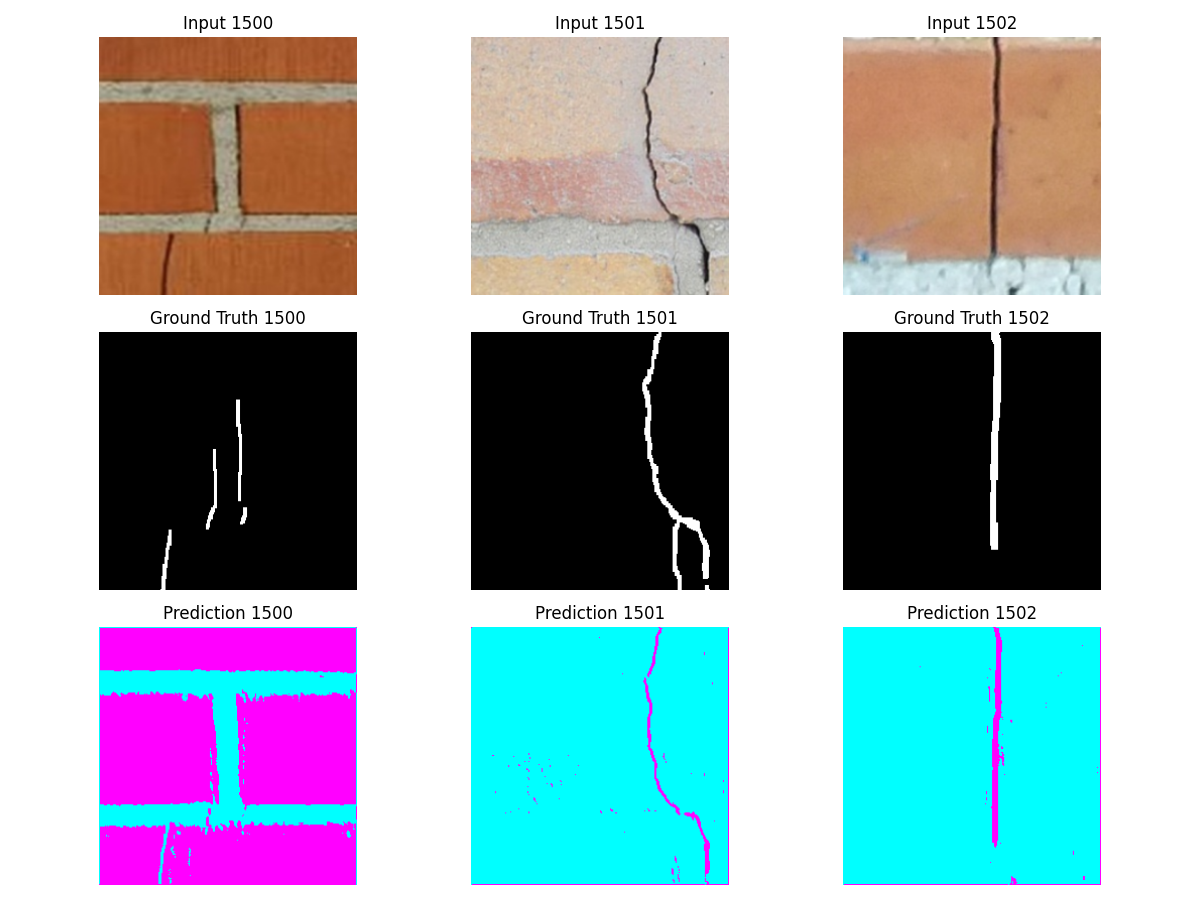 Input 1500
Input 1501
Input 1502
Ground Truth 1500
Ground Truth 1501
Ground Truth 1502
Prediction 1500
Prediction 1501
Prediction 1502